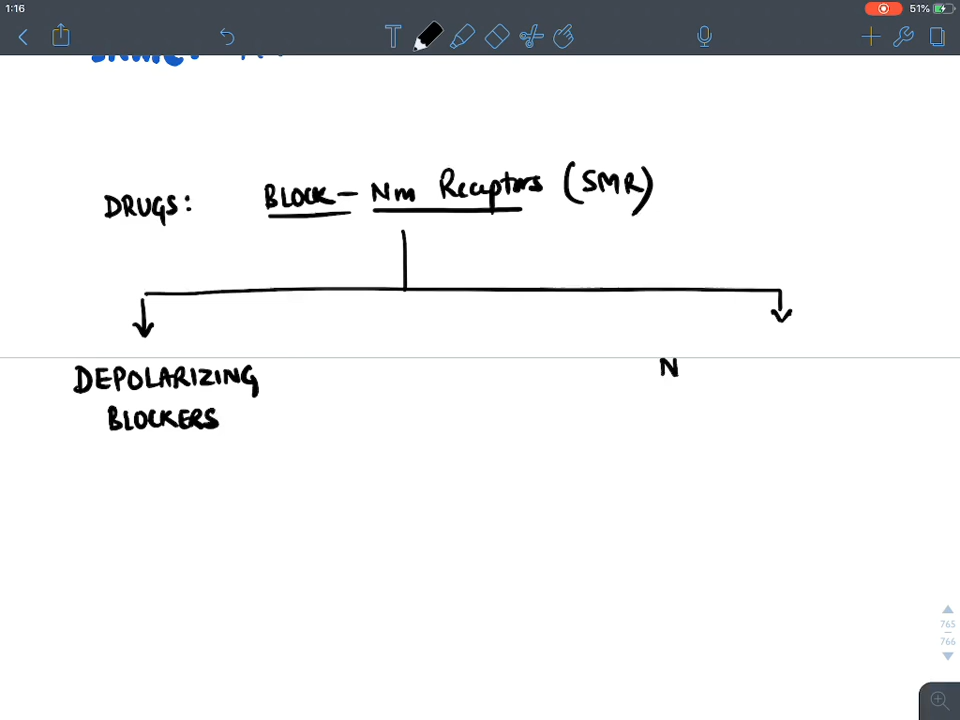 1:16
51%
T
DRUGS: BLOCK - Nm Receptors (SMR)
DEPOLARIZING
BLOCKERS
N
765
766